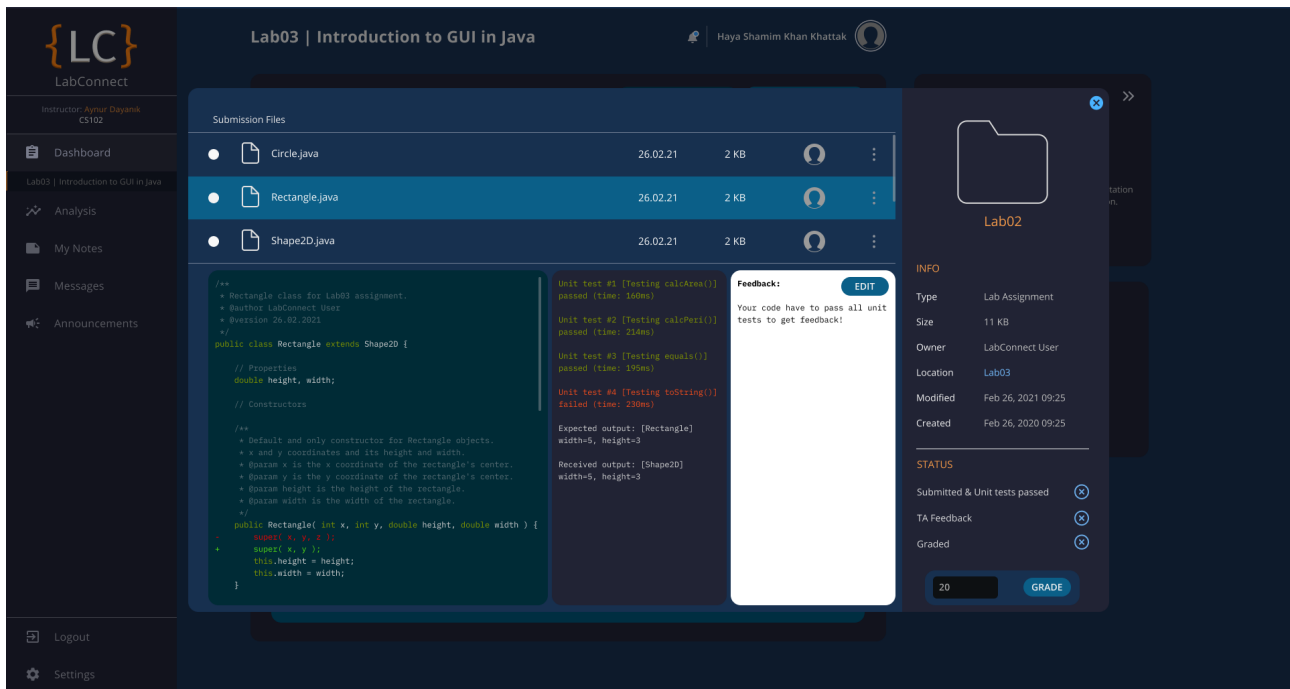 {LC}
LabConnect
Instructor: Aynur Dayanık
CS102
Dashboard
Lab03 | Introduction to GUI in Java
Analysis
My Notes
Messages
Announcements
Logout
Settings
Lab03 | Introduction to GUI in Java
Haya Shamim Khan Khattak
Submission Files
Circle.java 26.02.21 2 KB
Rectangle.java 26.02.21 2 KB
Shape2D.java 26.02.21 2 KB
/**
* Rectangle class for Lab03 assignment.
* @author LabConnect User
* @version 26.02.2021
*/
public class Rectangle extends Shape2D {
// Properties
double height, width;
// Constructors
/**
* Default and only constructor for Rectangle objects.
* x and y coordinates and its height and width.
* @param x is the x coordinate of the rectangle's center.
* @param y is the y coordinate of the rectangle's center.
* @param height is the height of the rectangle.
* @param width is the width of the rectangle.
*/
public Rectangle( int x, int y, double height, double width ) {
- super( x, y, z );
+ super( x, y );
this.height = height;
this.width = width;
}
Unit test #1 [Testing calcArea()]
passed (time: 160ms)
Unit test #2 [Testing calcPeri()]
passed (time: 214ms)
Unit test #3 [Testing equals()]
passed (time: 195ms)
Unit test #4 [Testing toString()]
failed (time: 230ms)
Expected output: [Rectangle]
width=5, height=3
Received output: [Shape2D]
width=5, height=3
Feedback:
EDIT
Your code have to pass all unit
tests to get feedback!
Lab02
INFO
Type Lab Assignment
Size 11 KB
Owner LabConnect User
Location Lab03
Modified Feb 26, 2021 09:25
Created Feb 26, 2020 09:25
STATUS
Submitted & Unit tests passed
TA Feedback
Graded
20
GRADE